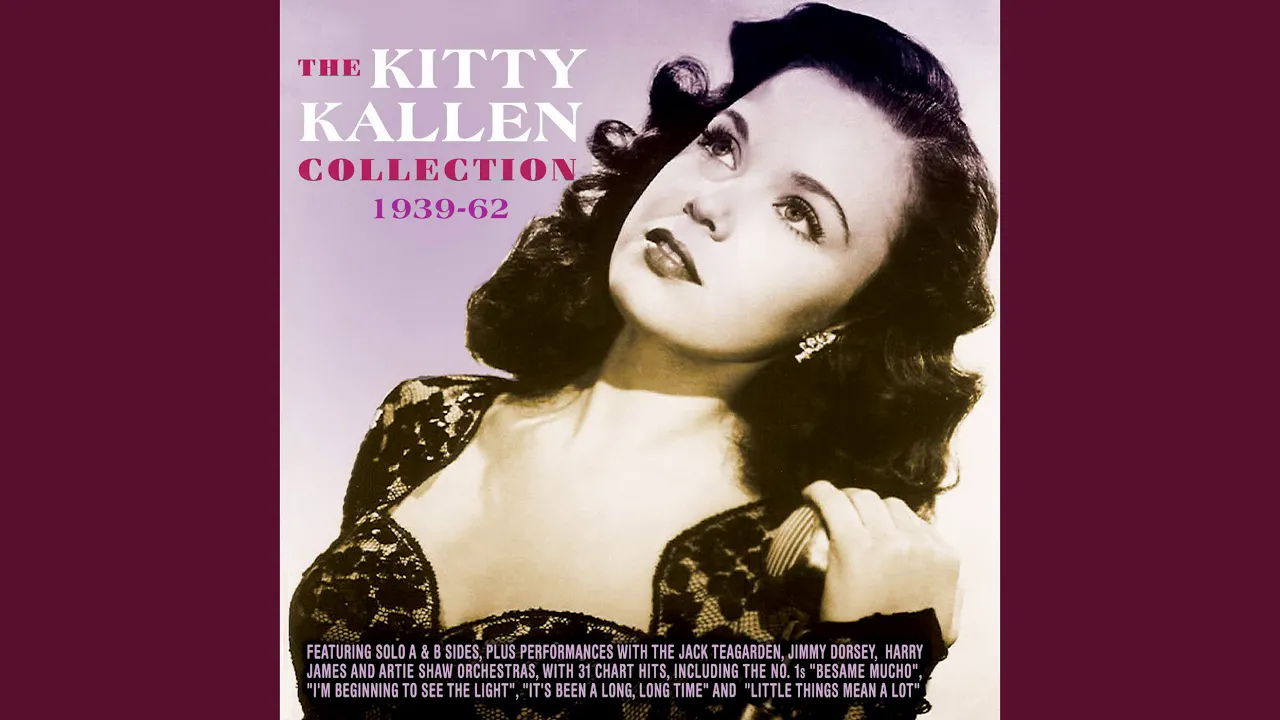 THE KITTY
KALLEN
COLLECTION
1939-62
FEATURING SOLO A & B SIDES, PLUS PERFORMANCES WITH THE JACK TEAGARDEN, JIMMY DORSEY, HARRY
JAMES AND ARTIE SHAW ORCHESTRAS, WITH 31 CHART HITS, INCLUDING THE NO. 1s "BESAME MUCHO",
"I'M BEGINNING TO SEE THE LIGHT", "IT'S BEEN A LONG, LONG TIME" AND "LITTLE THINGS MEAN A LOT"